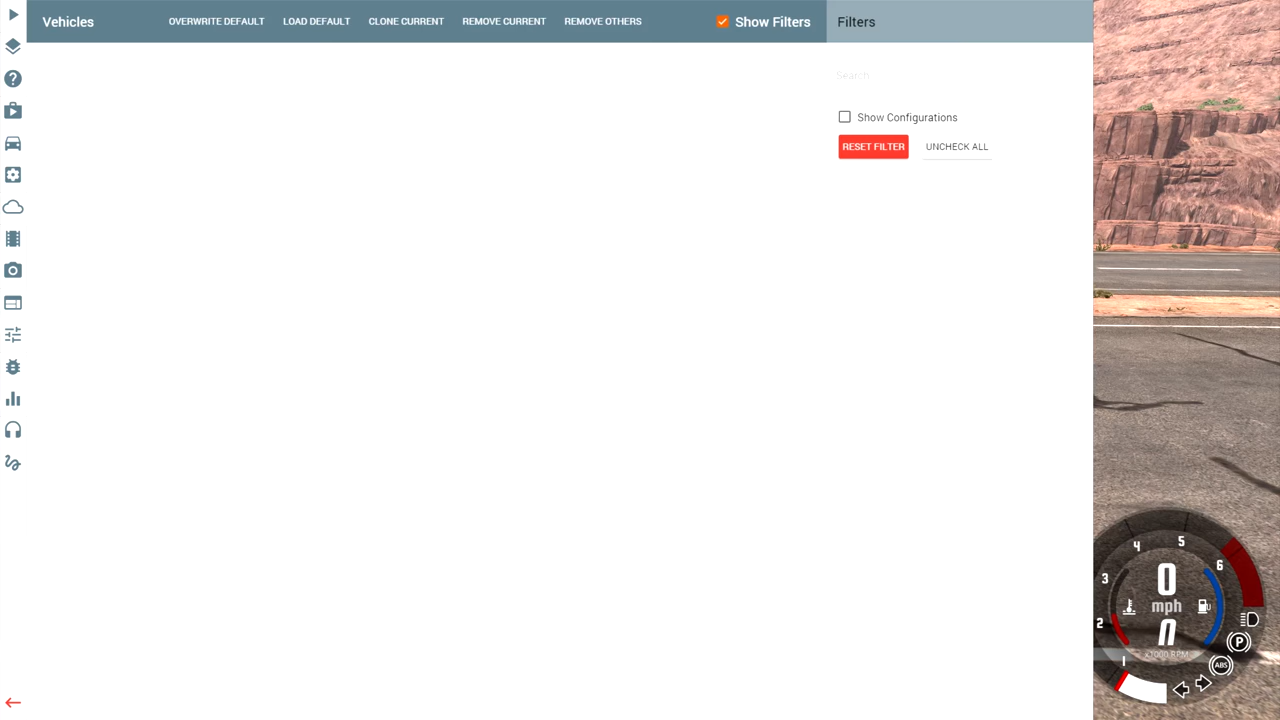 Vehicles OVERWRITE DEFAULT LOAD DEFAULT CLONE CURRENT REMOVE CURRENT REMOVE OTHERS Show Filters Filters
Search
Show Configurations
RESET FILTER UNCHECK ALL
5
4
6
3
0
mph
2
n
x1000 RPM
P
1
ABS